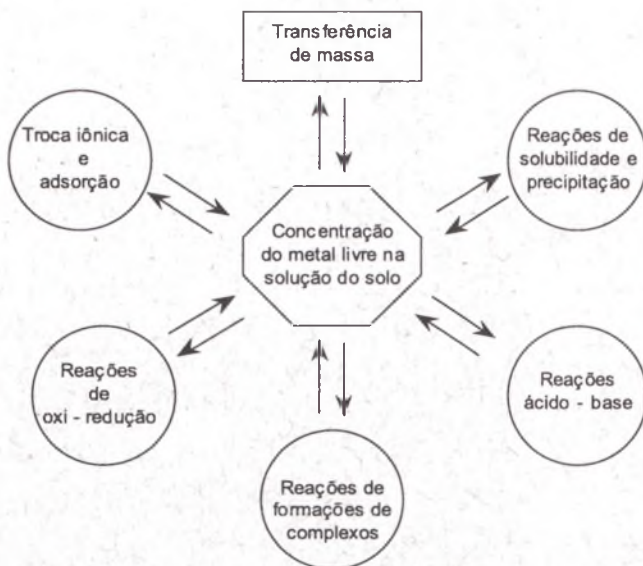 Transferência
de massa
Troca iônica
e
adsorção
Reações de
solubilidade e
precipitação
Concentração
do metal livre na
solução do solo
Reações
de
oxi - redução
Reações
ácido - base
Reações de
formações de
complexos